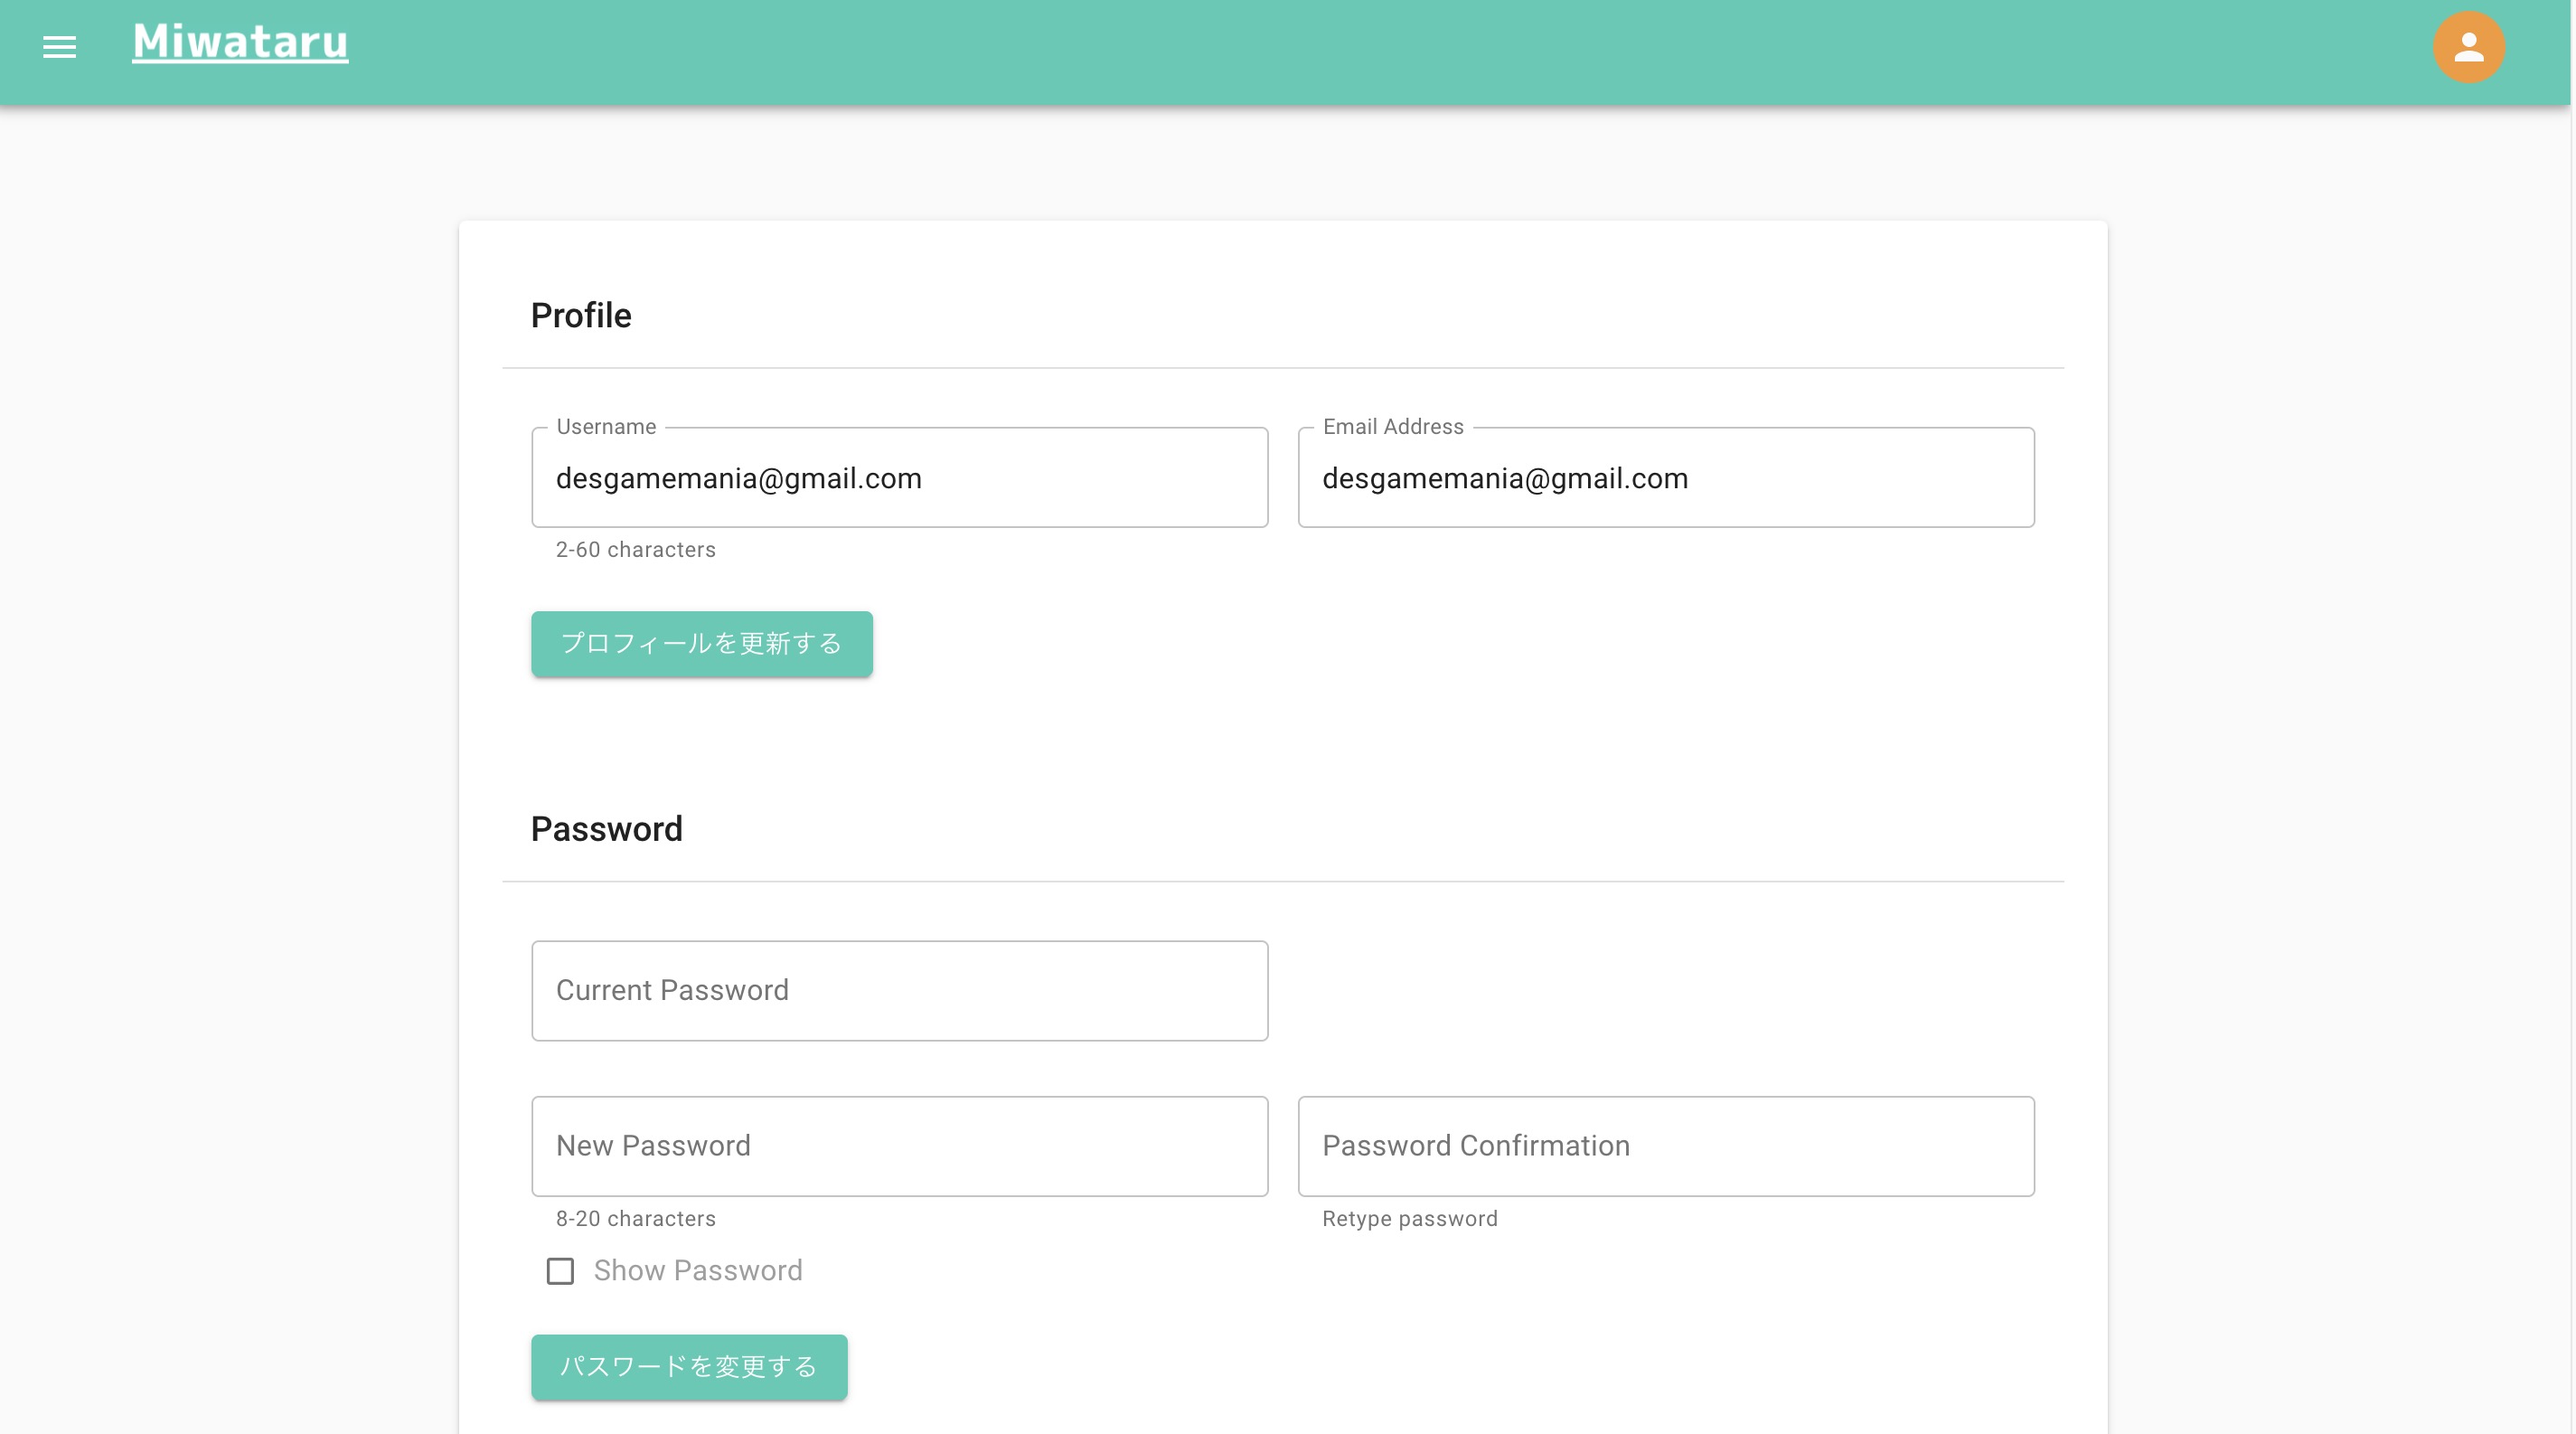 Miwataru
Profile
Username
Email Address
desgamemania@gmail.com
desgamemania@gmail.com
2-60 characters
プロフィールを更新する
Password
Current Password
New Password
Password Confirmation
8-20 characters
Retype password
Show Password
パスワードを変更する